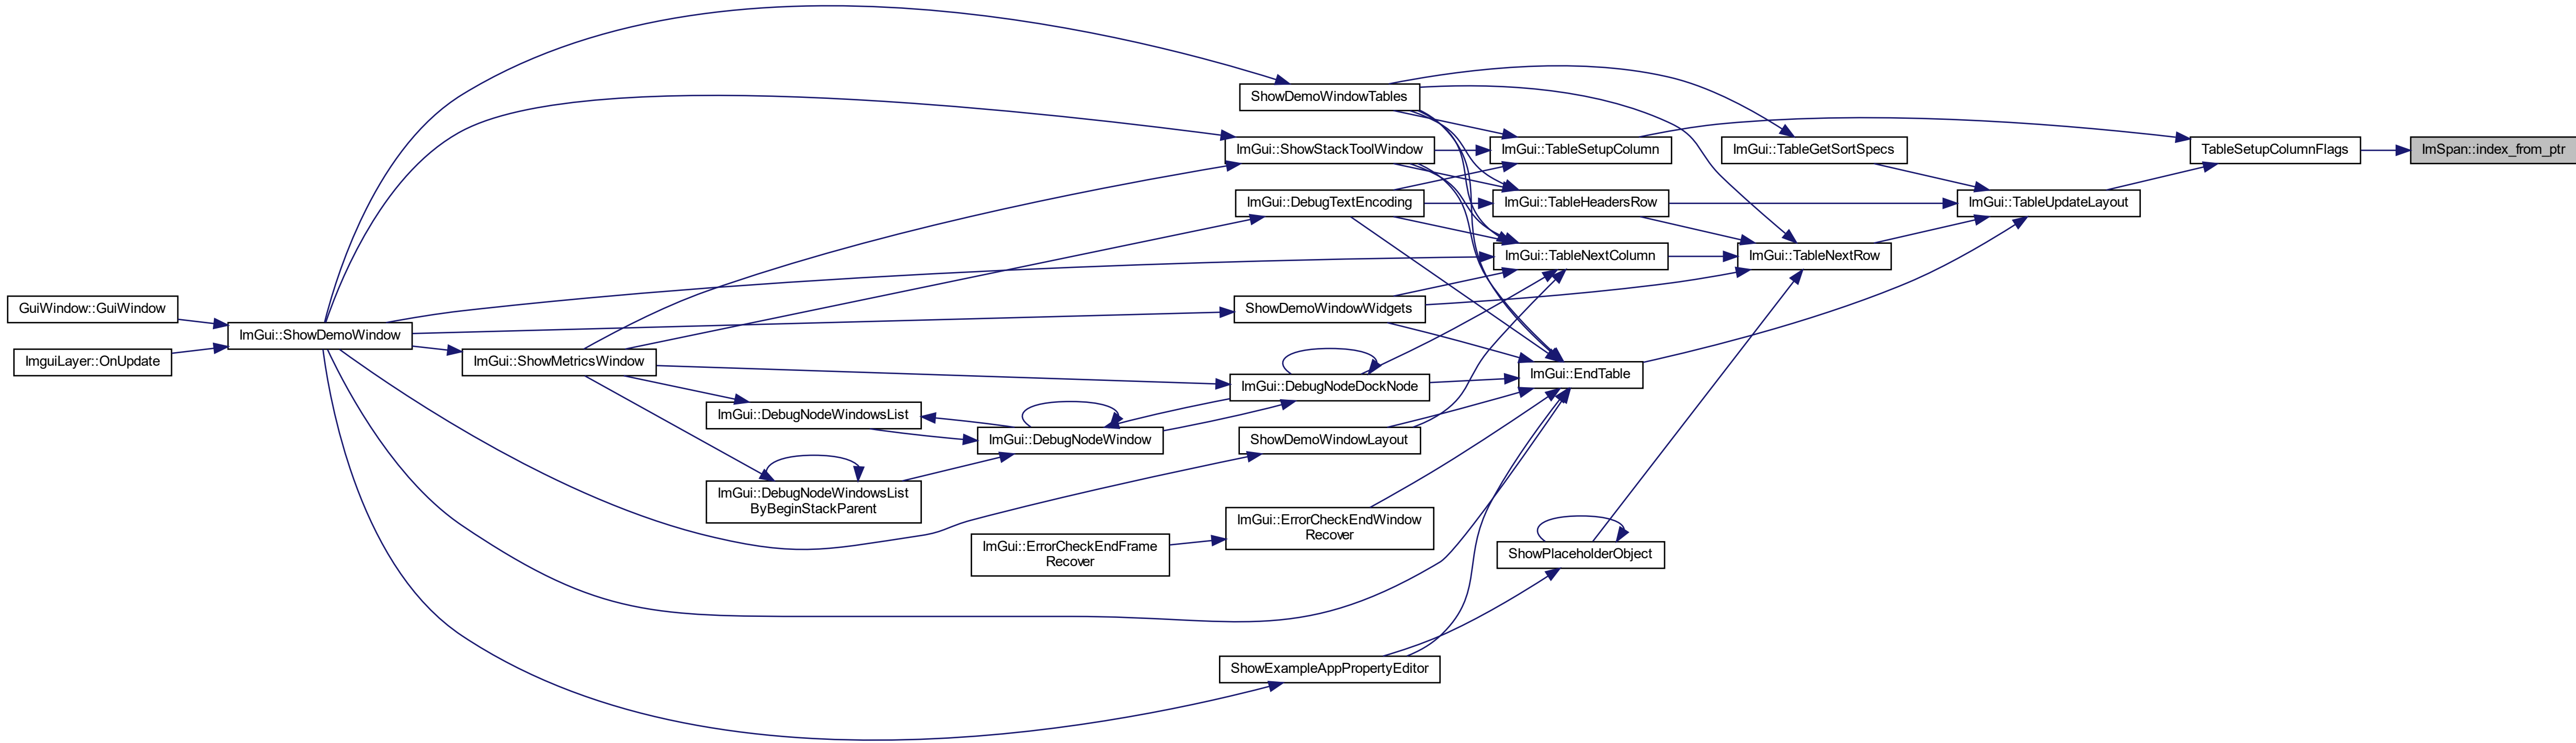 ShowDemoWindowTables
ImGui::ShowStackToolWindow
ImGui::TableSetupColumn
ImGui::TableGetSortSpecs
TableSetupColumnFlags
ImSpan::index_from_ptr
ImGui::DebugTextEncoding
ImGui::TableHeadersRow
ImGui::TableUpdateLayout
ImGui::TableNextColumn
ImGui::TableNextRow
GuiWindow::GuiWindow
ShowDemoWindowWidgets
ImGui::ShowDemoWindow
ImguiLayer::OnUpdate
ImGui::ShowMetricsWindow
ImGui::EndTable
ImGui::DebugNodeDockNode
ImGui::DebugNodeWindowsList
ImGui::DebugNodeWindow
ShowDemoWindowLayout
ImGui::DebugNodeWindowsList
ByBeginStackParent
ImGui::ErrorCheckEndWindow
Recover
ImGui::ErrorCheckEndFrame
Recover
ShowPlaceholderObject
ShowExampleAppPropertyEditor